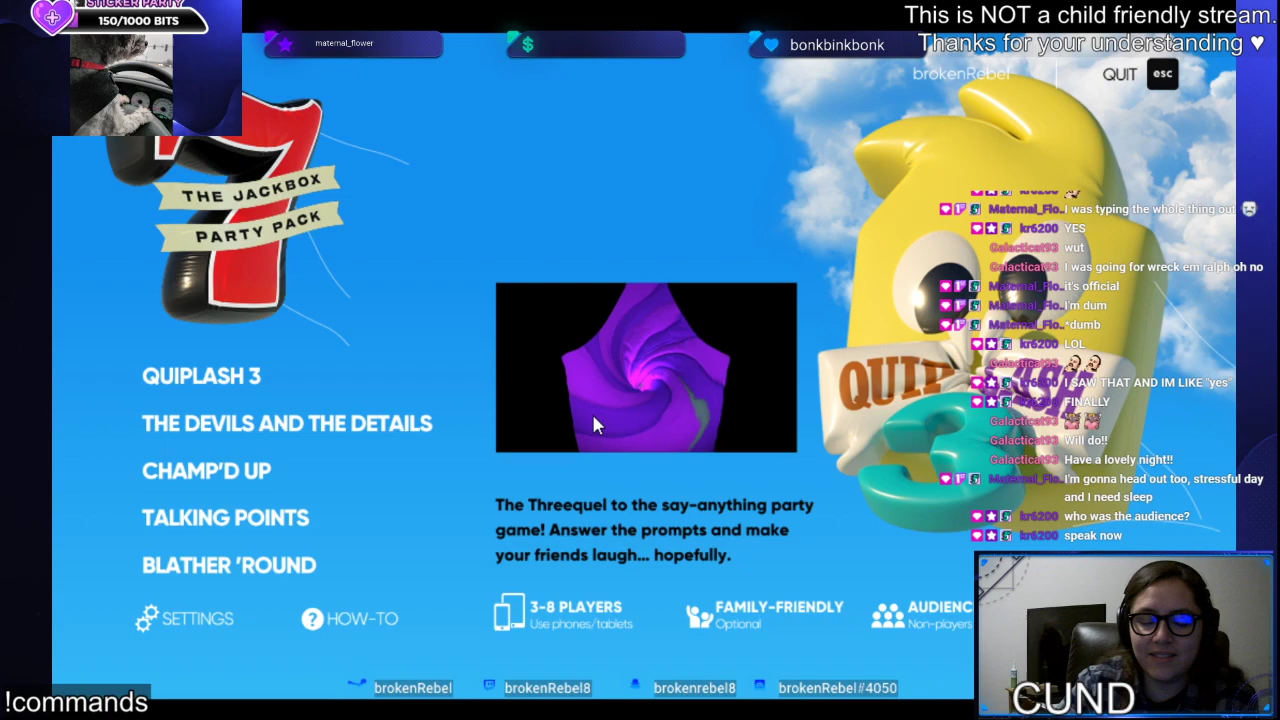 STICKER PARTY
150/1000 BITS
maternal_flower
bonkbinkbonk
This is NOT a child friendly stream.
Thanks for your understanding ♥
brokenRebel
QUIT esc
7
THE JACKBOX
PARTY PACK
QUIPLASH 3
THE DEVILS AND THE DETAILS
CHAMP'D UP
TALKING POINTS
BLATHER 'ROUND
SETTINGS
HOW-TO
The Threequel to the say-anything party
game! Answer the prompts and make
your friends laugh... hopefully.
3-8 PLAYERS
Use phones/tablets
FAMILY-FRIENDLY
Optional
AUDIENC
Non-players
QUIP
3
kr6200
Maternal_Flo.. I was typing the whole thing out
kr6200 YES
Galacticat93 wut
Galacticat93 I was going for wreck em ralph oh no
Maternal_Flo.. it's official
Maternal_Flo.. I'm dum
Maternal_Flo.. *dumb
kr6200 LOL
Galacticat93
kr6200 I SAW THAT AND IM LIKE "yes"
kr6200 FINALLY
Galacticat93
Galacticat93 Will do!!
Galacticat93 Have a lovely night!!
Maternal_Flo.. I'm gonna head out too, stressful day
and I need sleep
kr6200 who was the audience?
kr6200 speak now
brokenRebel
brokenRebel8
brokenrebel8
brokenRebel#4050
!commands
CUND